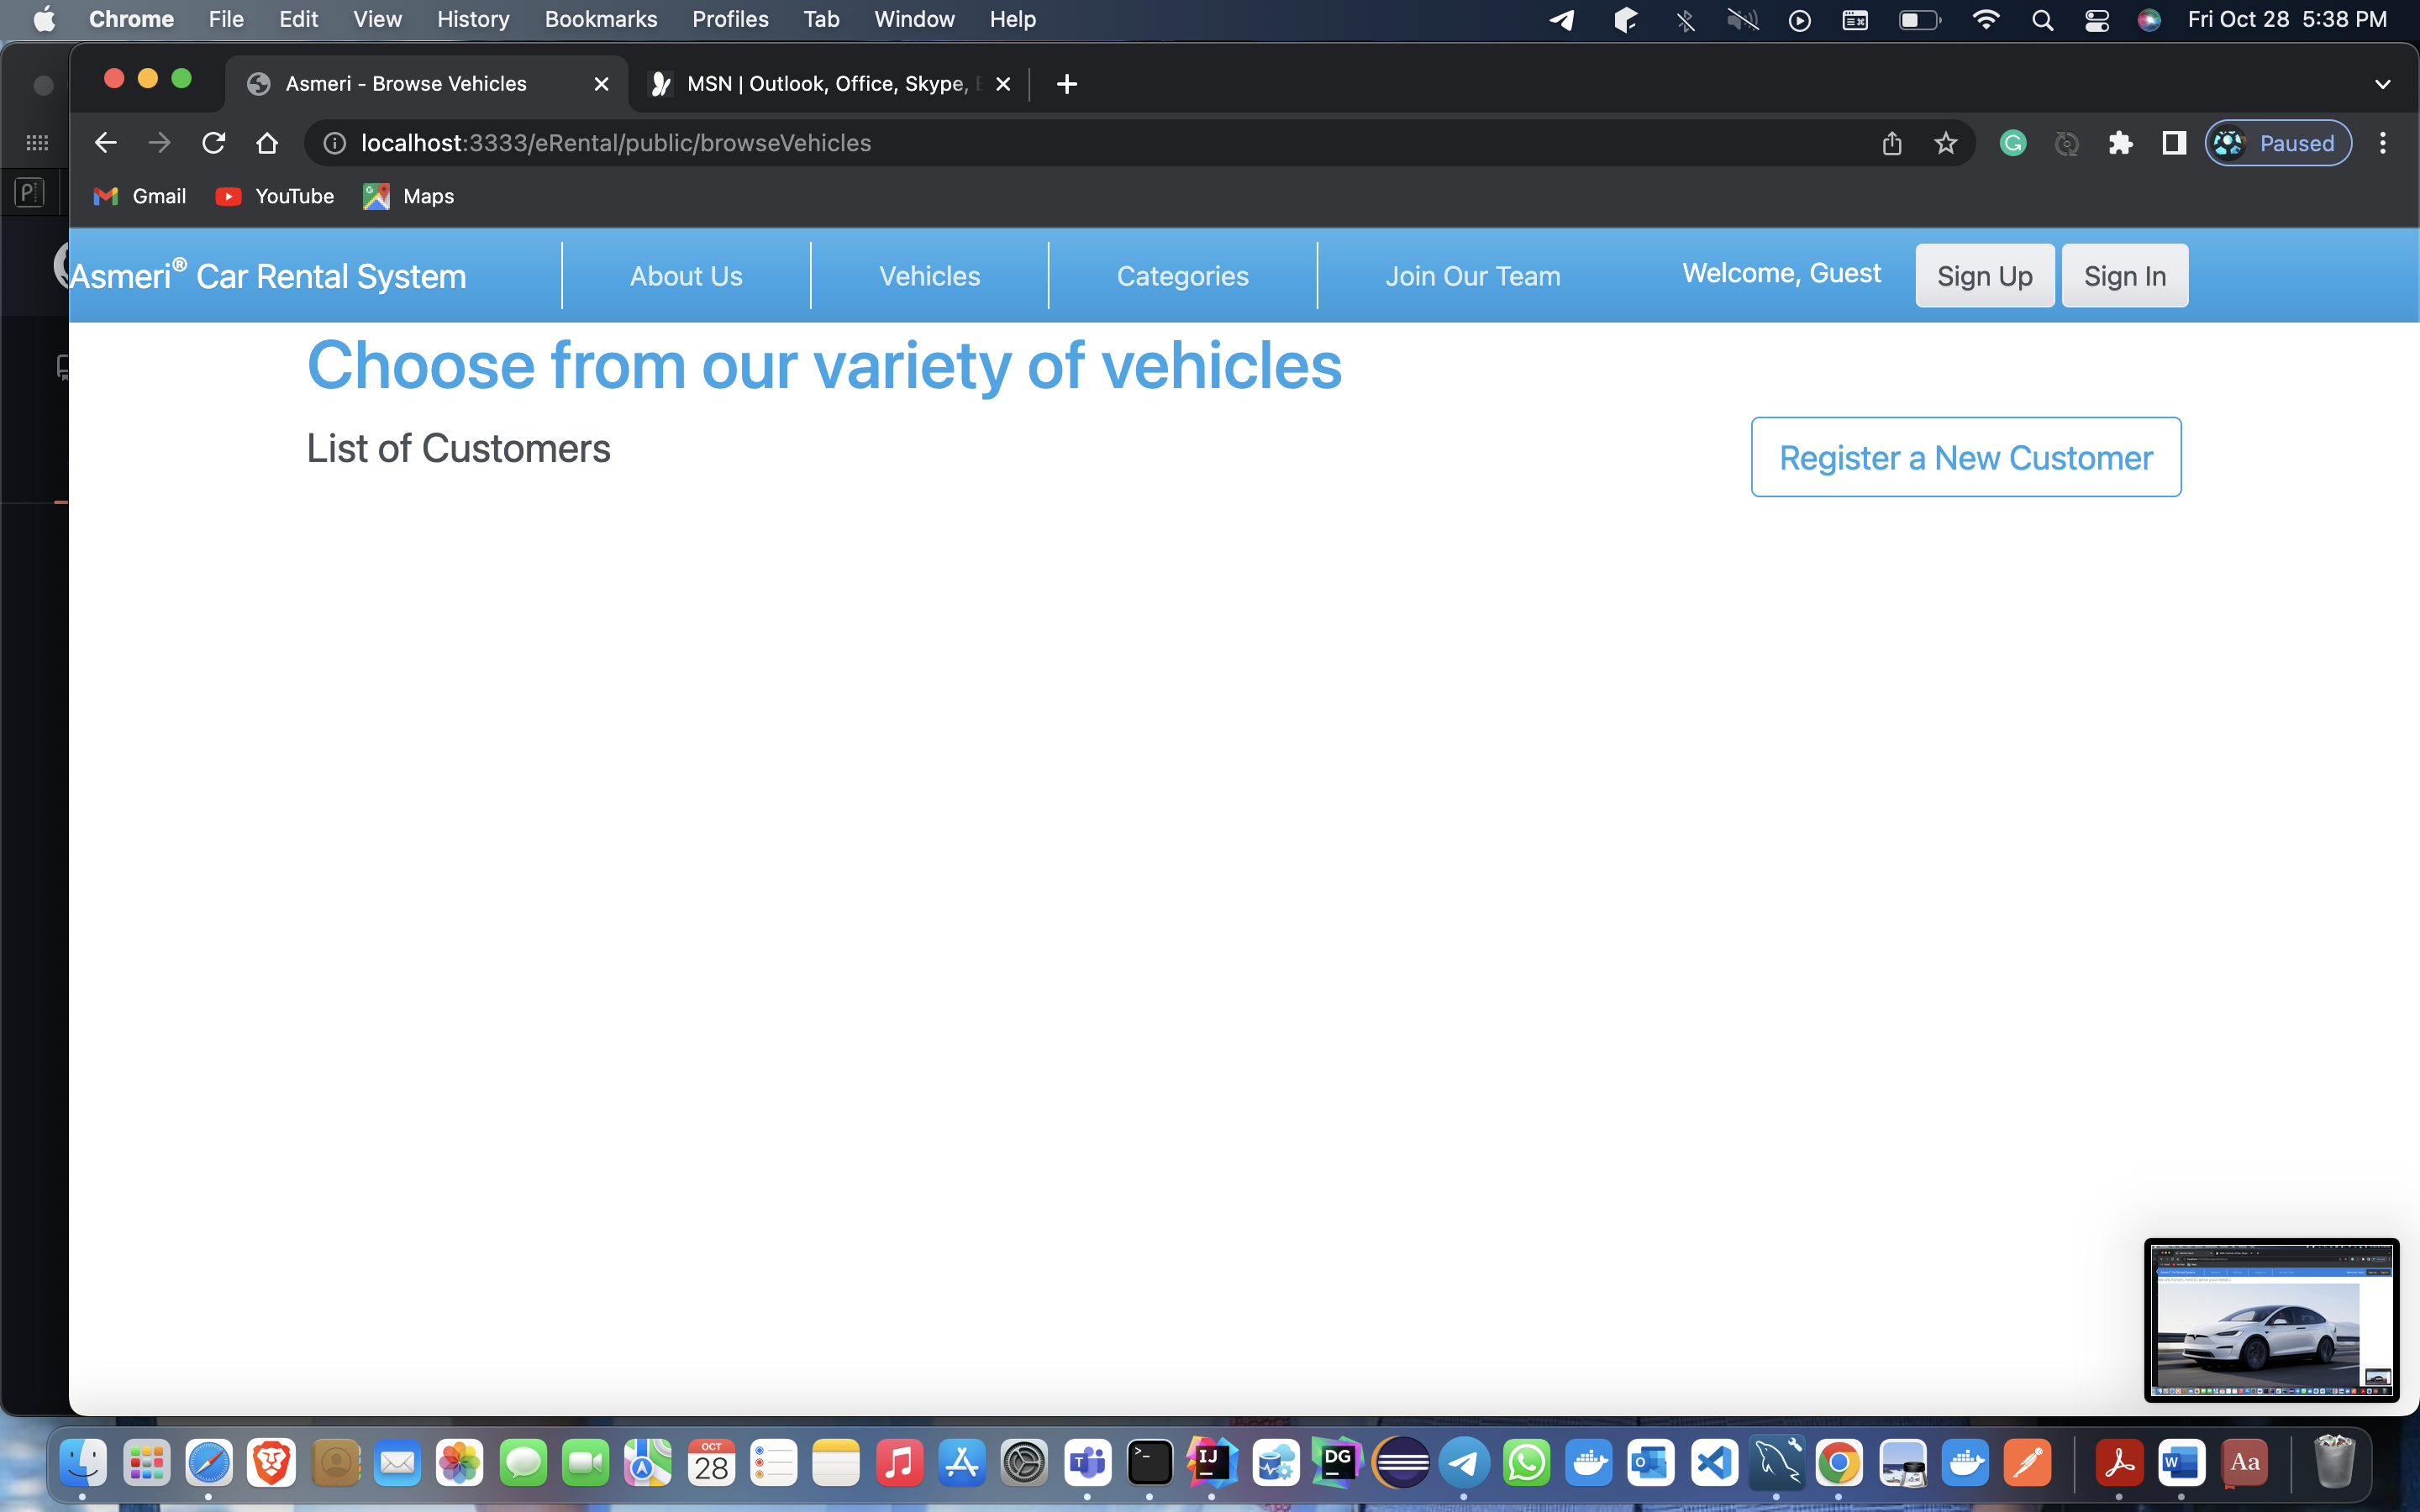 Chrome File Edit View History Bookmarks Profiles Tab Window Help Fri Oct 28 5:38 PM
Asmeri - Browse Vehicles MSN | Outlook, Office, Skype,
localhost:3333/eRental/public/browseVehicles Paused
Gmail YouTube Maps
Asmeri® Car Rental System About Us Vehicles Categories Join Our Team Welcome, Guest Sign Up Sign In
Choose from our variety of vehicles
List of Customers Register a New Customer
OCT
28
IJ
DG
W
Aa